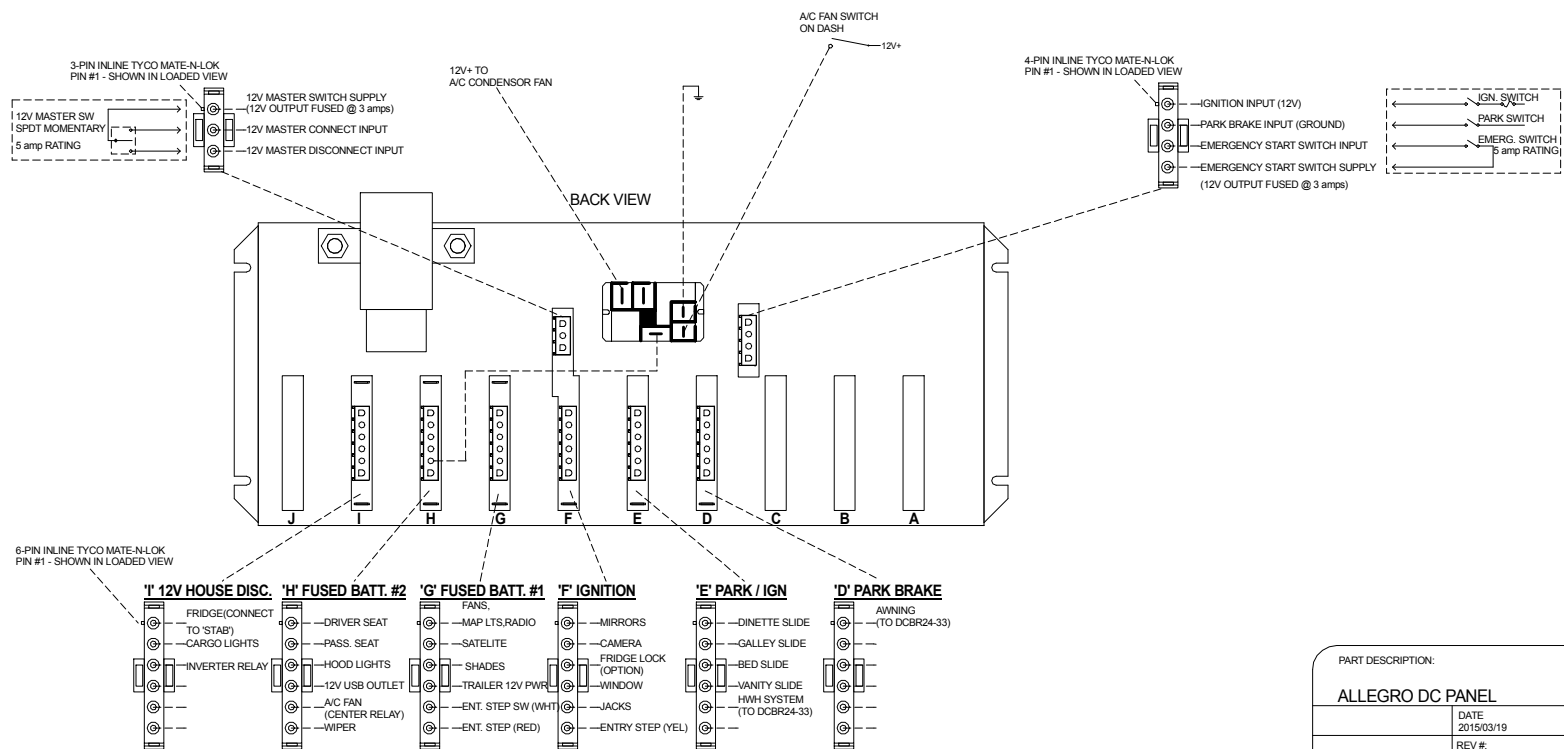 A/C FAN SWITCH
ON DASH
12V+
3-PIN INLINE TYCO MATE-N-LOK
PIN #1 - SHOWN IN LOADED VIEW
12V+ TO
A/C CONDENSOR FAN
4-PIN INLINE TYCO MATE-N-LOK
PIN #1 - SHOWN IN LOADED VIEW
12V MASTER SW
SPDT MOMENTARY
5 amp RATING
12V MASTER SWITCH SUPPLY
(12V OUTPUT FUSED @ 3 amps)
12V MASTER CONNECT INPUT
12V MASTER DISCONNECT INPUT
IGNITION INPUT (12V)
PARK BRAKE INPUT (GROUND)
EMERGENCY START SWITCH INPUT
EMERGENCY START SWITCH SUPPLY
(12V OUTPUT FUSED @ 3 amps)
IGN. SWITCH
PARK SWITCH
EMERG. SWITCH
5 amp RATING
BACK VIEW
J I H G F E D C B A
6-PIN INLINE TYCO MATE-N-LOK
PIN #1 - SHOWN IN LOADED VIEW
'I' 12V HOUSE DISC.
FRIDGE(CONNECT
TO 'STAB')
CARGO LIGHTS
INVERTER RELAY
'H' FUSED BATT. #2
DRIVER SEAT
PASS. SEAT
HOOD LIGHTS
12V USB OUTLET
A/C FAN
(CENTER RELAY)
WIPER
'G' FUSED BATT. #1
FANS,
MAP LTS,RADIO
SATELITE
SHADES
TRAILER 12V PWR
ENT. STEP SW (WHT)
ENT. STEP (RED)
'F' IGNITION
MIRRORS
CAMERA
FRIDGE LOCK
(OPTION)
WINDOW
JACKS
ENTRY STEP (YEL)
'E' PARK / IGN
DINETTE SLIDE
GALLEY SLIDE
BED SLIDE
VANITY SLIDE
HWH SYSTEM
(TO DCBR24-33)
'D' PARK BRAKE
AWNING
(TO DCBR24-33)
PART DESCRIPTION:
ALLEGRO DC PANEL
DATE
2015/03/19
REV #: